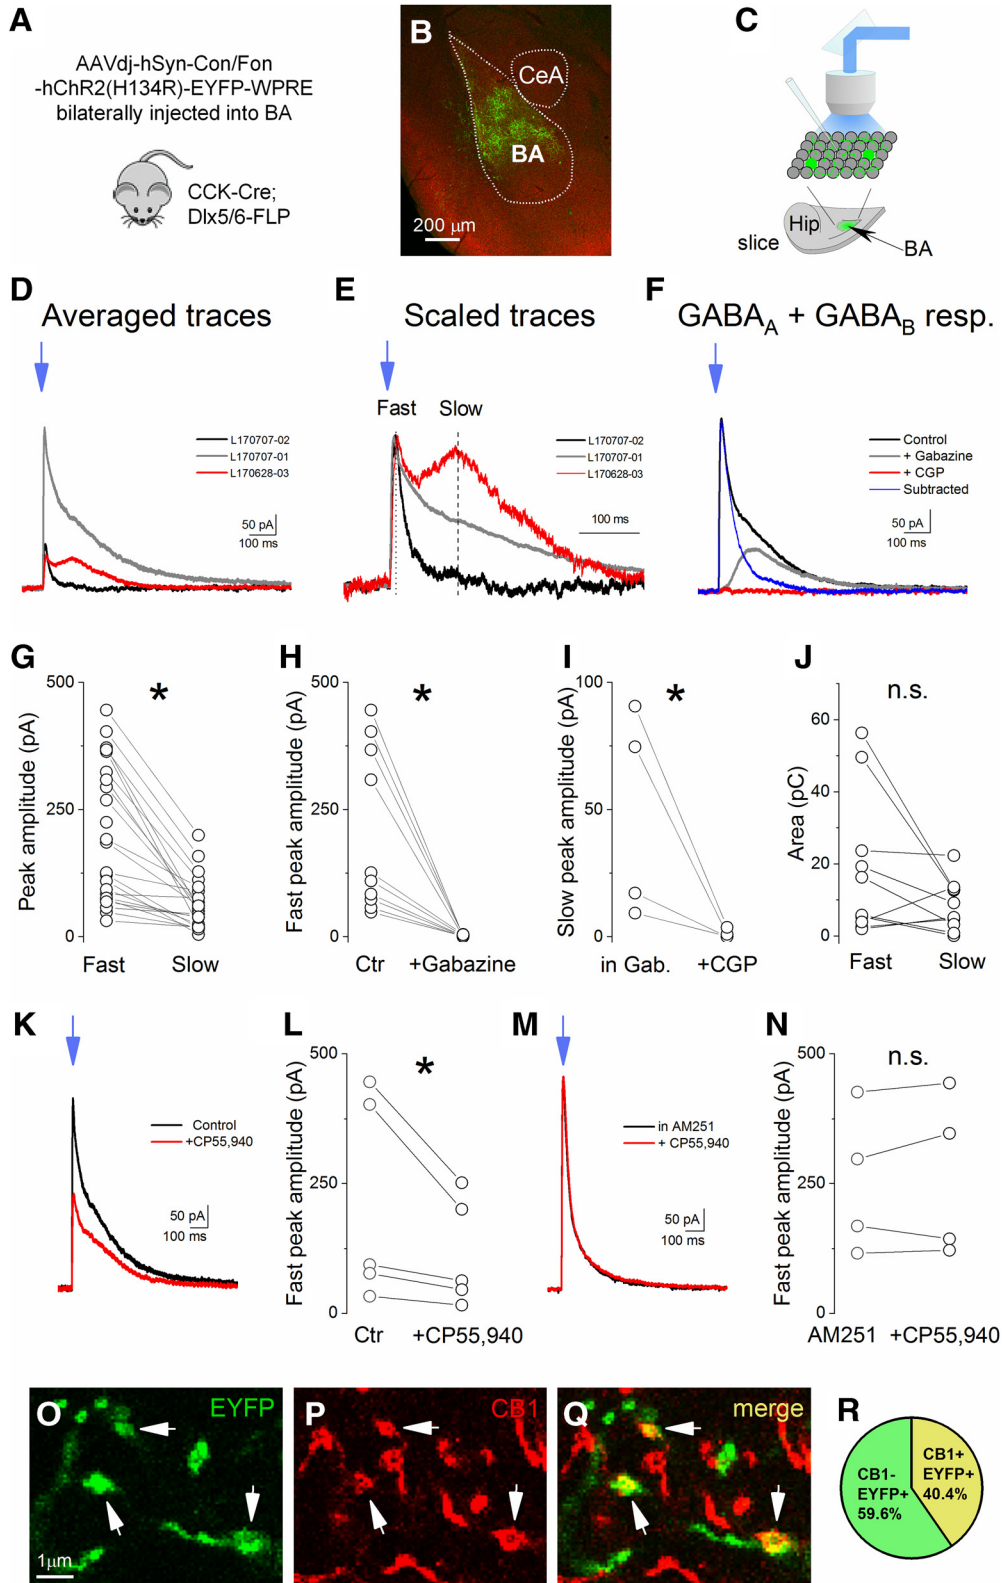 A
AAVdj-hSyn-Con/Fon
-hChR2(H134R)-EYFP-WPRE
bilaterally injected into BA
CCK-Cre;
Dlx5/6-FLP
B
CeA
BA
200 μm
C
Hip
slice
BA
D
Averaged traces
L170707-02
L170707-01
L170628-03
50 pA
100 ms
E
Scaled traces
Fast
Slow
L170707-02
L170707-01
L170628-03
100 ms
F
GABAA + GABAB resp.
Control
+ Gabazine
+ CGP
Subtracted
50 pA
100 ms
G
Peak amplitude (pA)
500
250
0
*
Fast
Slow
H
Fast peak amplitude (pA)
500
250
0
*
Ctr
+Gabazine
I
Slow peak amplitude (pA)
100
50
0
*
in Gab.
+CGP
J
Area (pC)
60
40
20
0
n.s.
Fast
Slow
K
Control
+CP55,940
50 pA
100 ms
L
Fast peak amplitude (pA)
500
250
0
*
Ctr
+CP55,940
M
in AM251
+ CP55,940
50 pA
100 ms
N
Fast peak amplitude (pA)
500
250
0
n.s.
AM251
+CP55,940
O
EYFP
1μm
P
CB1
Q
merge
R
CB1-
EYFP+
59.6%
CB1+
EYFP+
40.4%